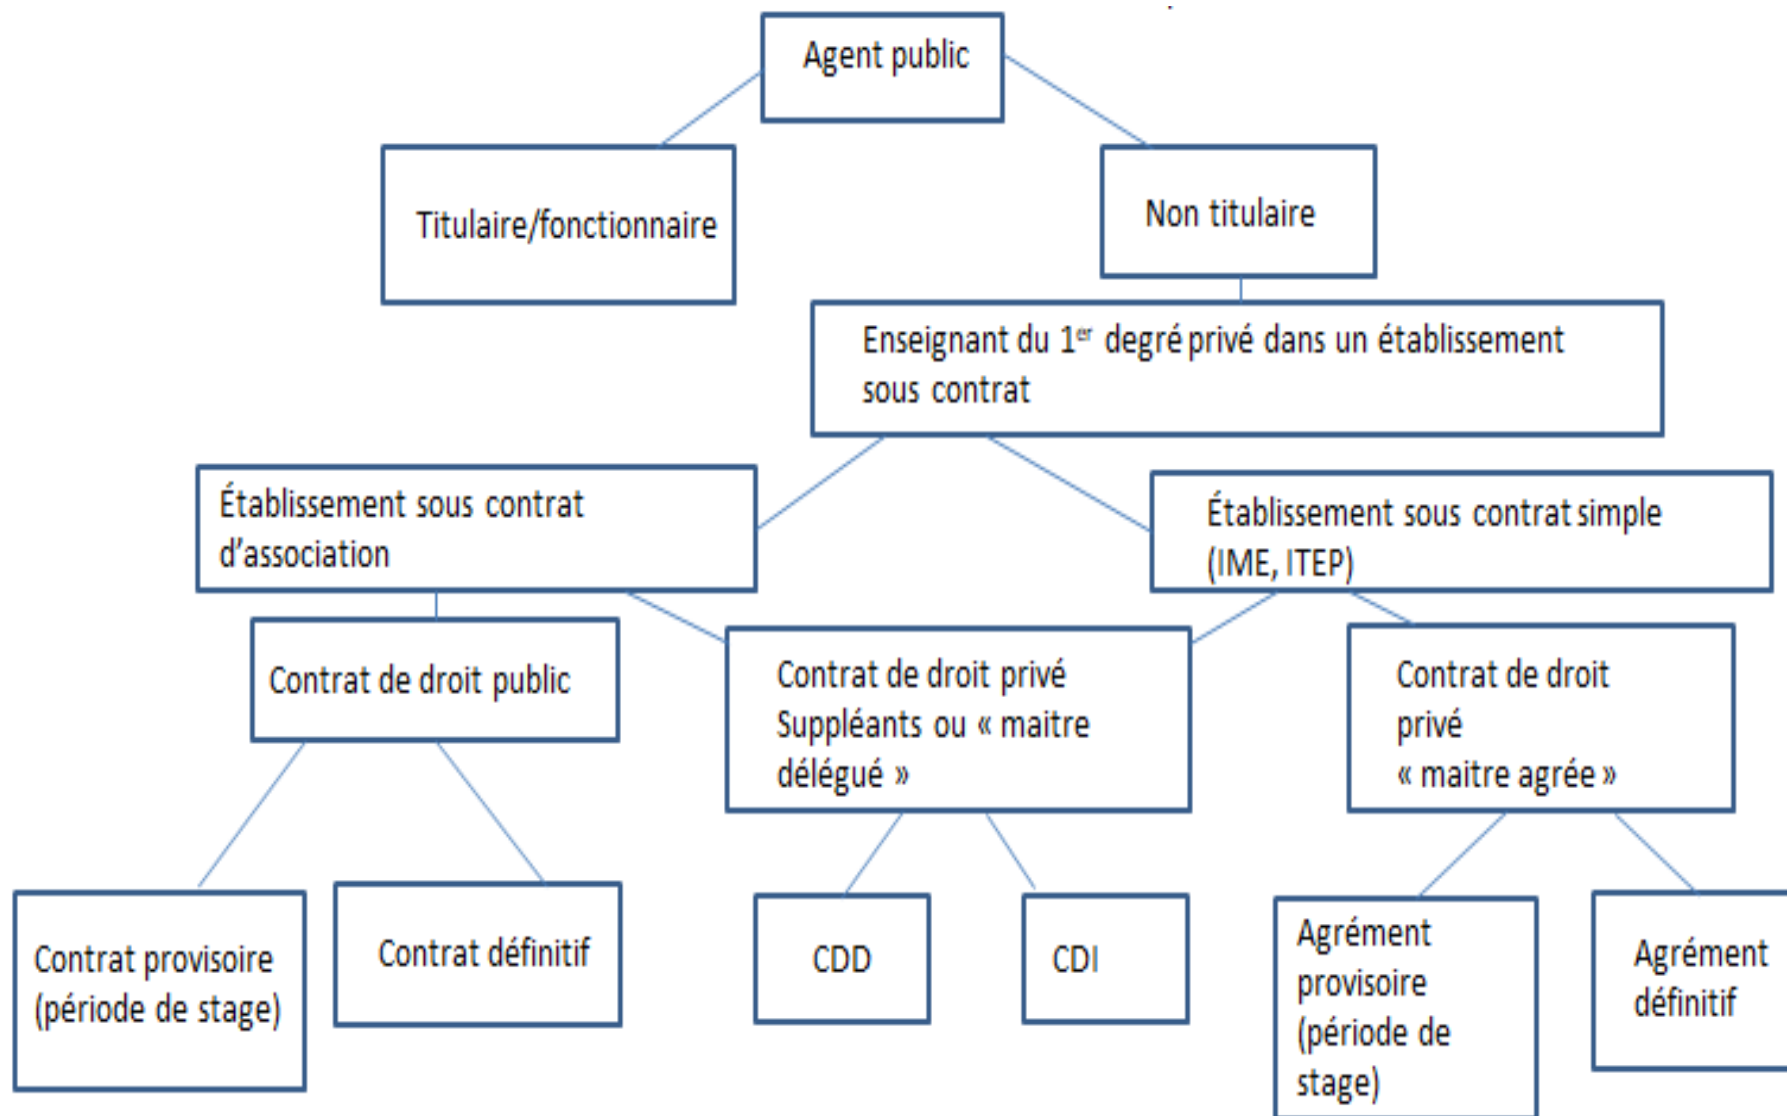 Agent public
Titulaire/fonctionnaire
Non titulaire
Enseignant du 1er degré privé dans un établissement
sous contrat
Établissement sous contrat
d’association
Établissement sous contrat simple
(IME, ITEP)
Contrat de droit public
Contrat de droit privé
Suppléants ou « maitre
délégué »
Contrat de droit
privé
« maitre agrée »
Contrat provisoire
(période de stage)
Contrat définitif
CDD
CDI
Agrément
provisoire
(période de
stage)
Agrément
définitif